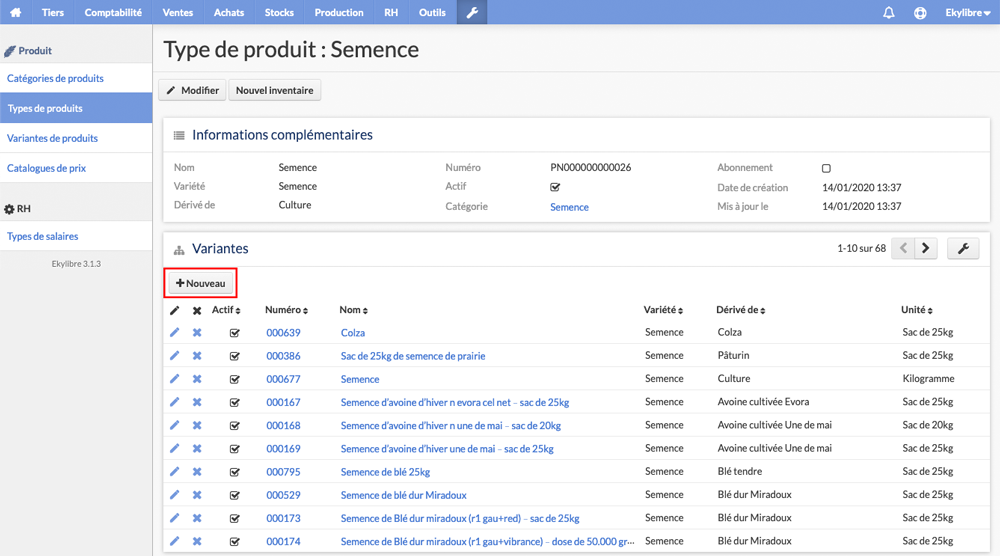 Tiers Comptabilité Ventes Achats Stocks Production RH Outils Ekylibre
Produit
Catégories de produits
Types de produits
Variantes de produits
Catalogues de prix
RH
Types de salaires
Ekylibre 3.1.3
Type de produit : Semence
Modifier Nouvel inventaire
Informations complémentaires
Nom Semence Numéro PN000000000026 Abonnement
Variété Semence Actif Date de création 14/01/2020 13:37
Dérivé de Culture Catégorie Semence Mis à jour le 14/01/2020 13:37
Variantes 1-10 sur 68
Nouveau
Actif Numéro Nom Variété Dérivé de Unité
000639 Colza Semence Colza Sac de 25kg
000386 Sac de 25kg de semence de prairie Semence Pâturin Sac de 25kg
000677 Semence Semence Culture Kilogramme
000167 Semence d'avoine d'hiver n evora cel net – sac de 25kg Semence Avoine cultivée Evora Sac de 25kg
000168 Semence d'avoine d'hiver n une de mai – sac de 20kg Semence Avoine cultivée Une de mai Sac de 20kg
000169 Semence d'avoine d'hiver une de mai – sac de 25kg Semence Avoine cultivée Une de mai Sac de 25kg
000795 Semence de blé 25kg Semence Blé tendre Sac de 25kg
000529 Semence de blé dur Miradoux Semence Blé dur Miradoux Sac de 25kg
000173 Semence de Blé dur miradoux (r1 gau+red) – sac de 25kg Semence Blé dur Miradoux Sac de 25kg
000174 Semence de Blé dur miradoux (r1 gau+vibrance) – dose de 50.000 gr... Semence Blé dur Miradoux Sac de 25kg